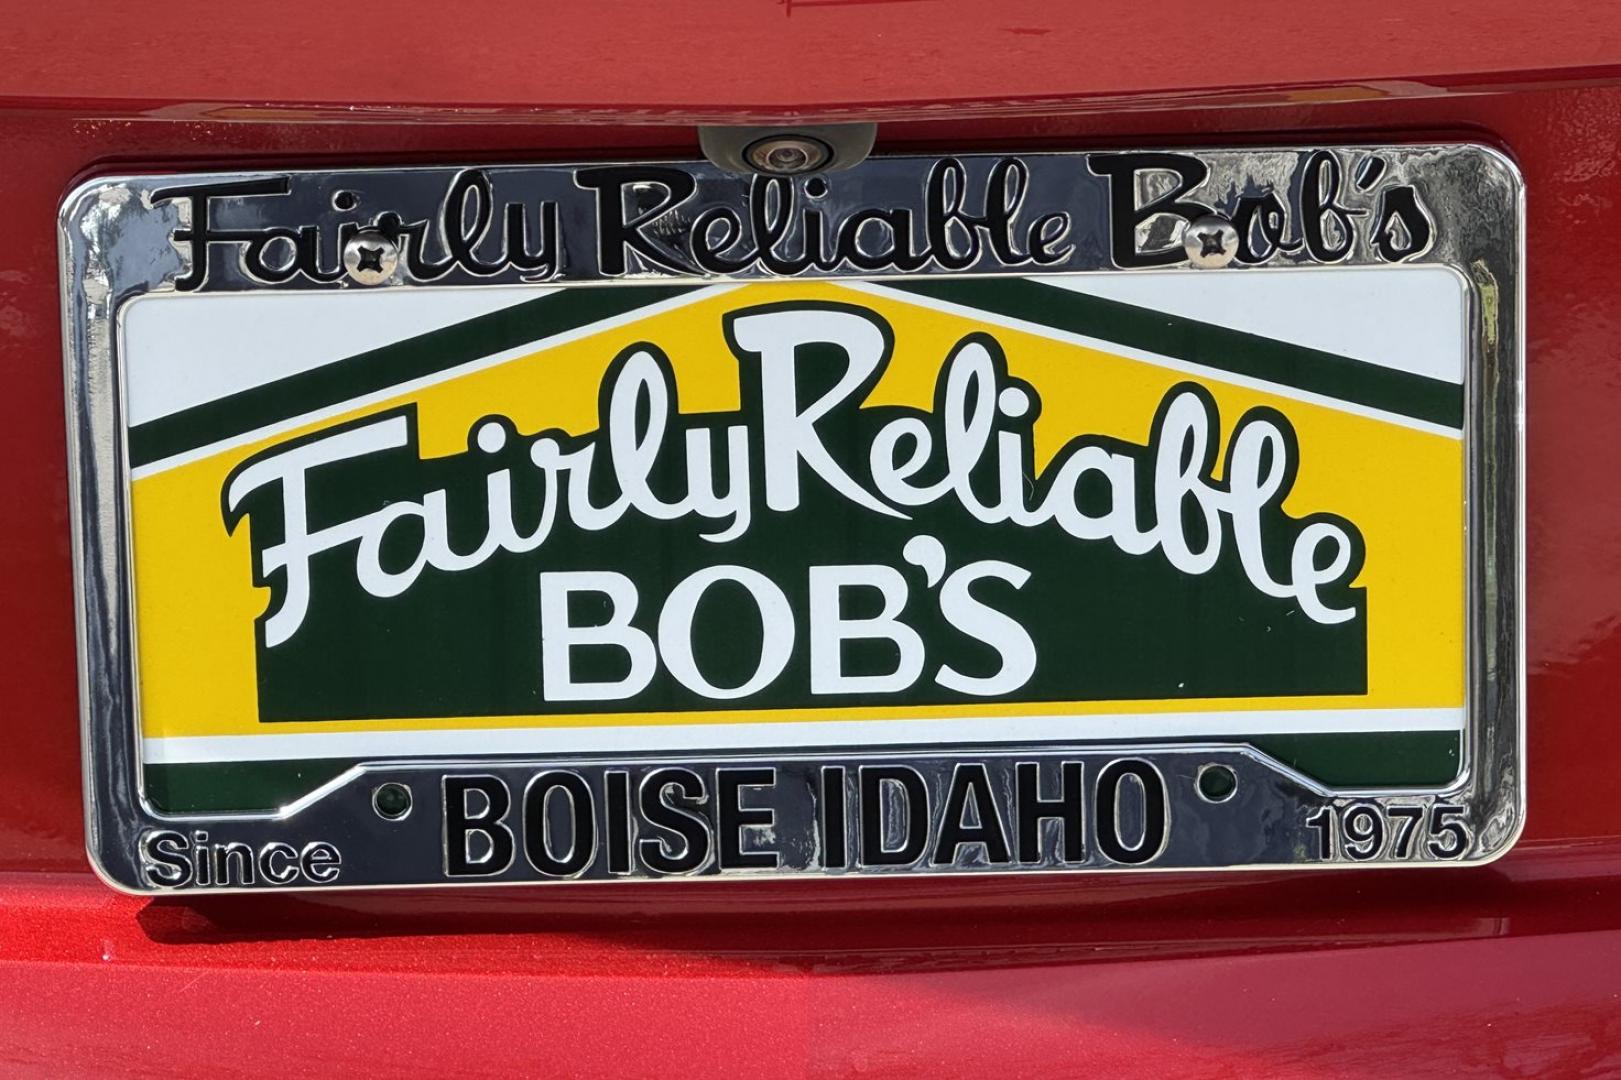 Fairly Reliable Bob's
Fairly Reliable
BOB'S
BOISE IDAHO
Since 1975